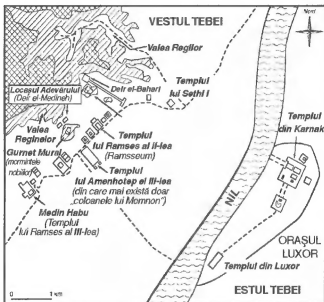 VESTUL TEBEI
Nord
Valea Regilor
Locașul Adevărului
(Deir el-Medineh)
Deir el-Bahari
Templul
lui Sethi I
Valea
Reginelor
Gurnet Murai
(mormintele
nobililor)
Templul
lui Ramses al II-lea
(Ramsseum)
Templul
lui Amenhotep el III-lea
(din care mai există doar
„coloanele lui Momnon”)
Medin Habu
(Templul
lui Ramses al III-lea)
NIL
Templul
din Karnak
ORAȘUL
LUXOR
Templul din Luxor
ESTUL TEBEI
0 1 km